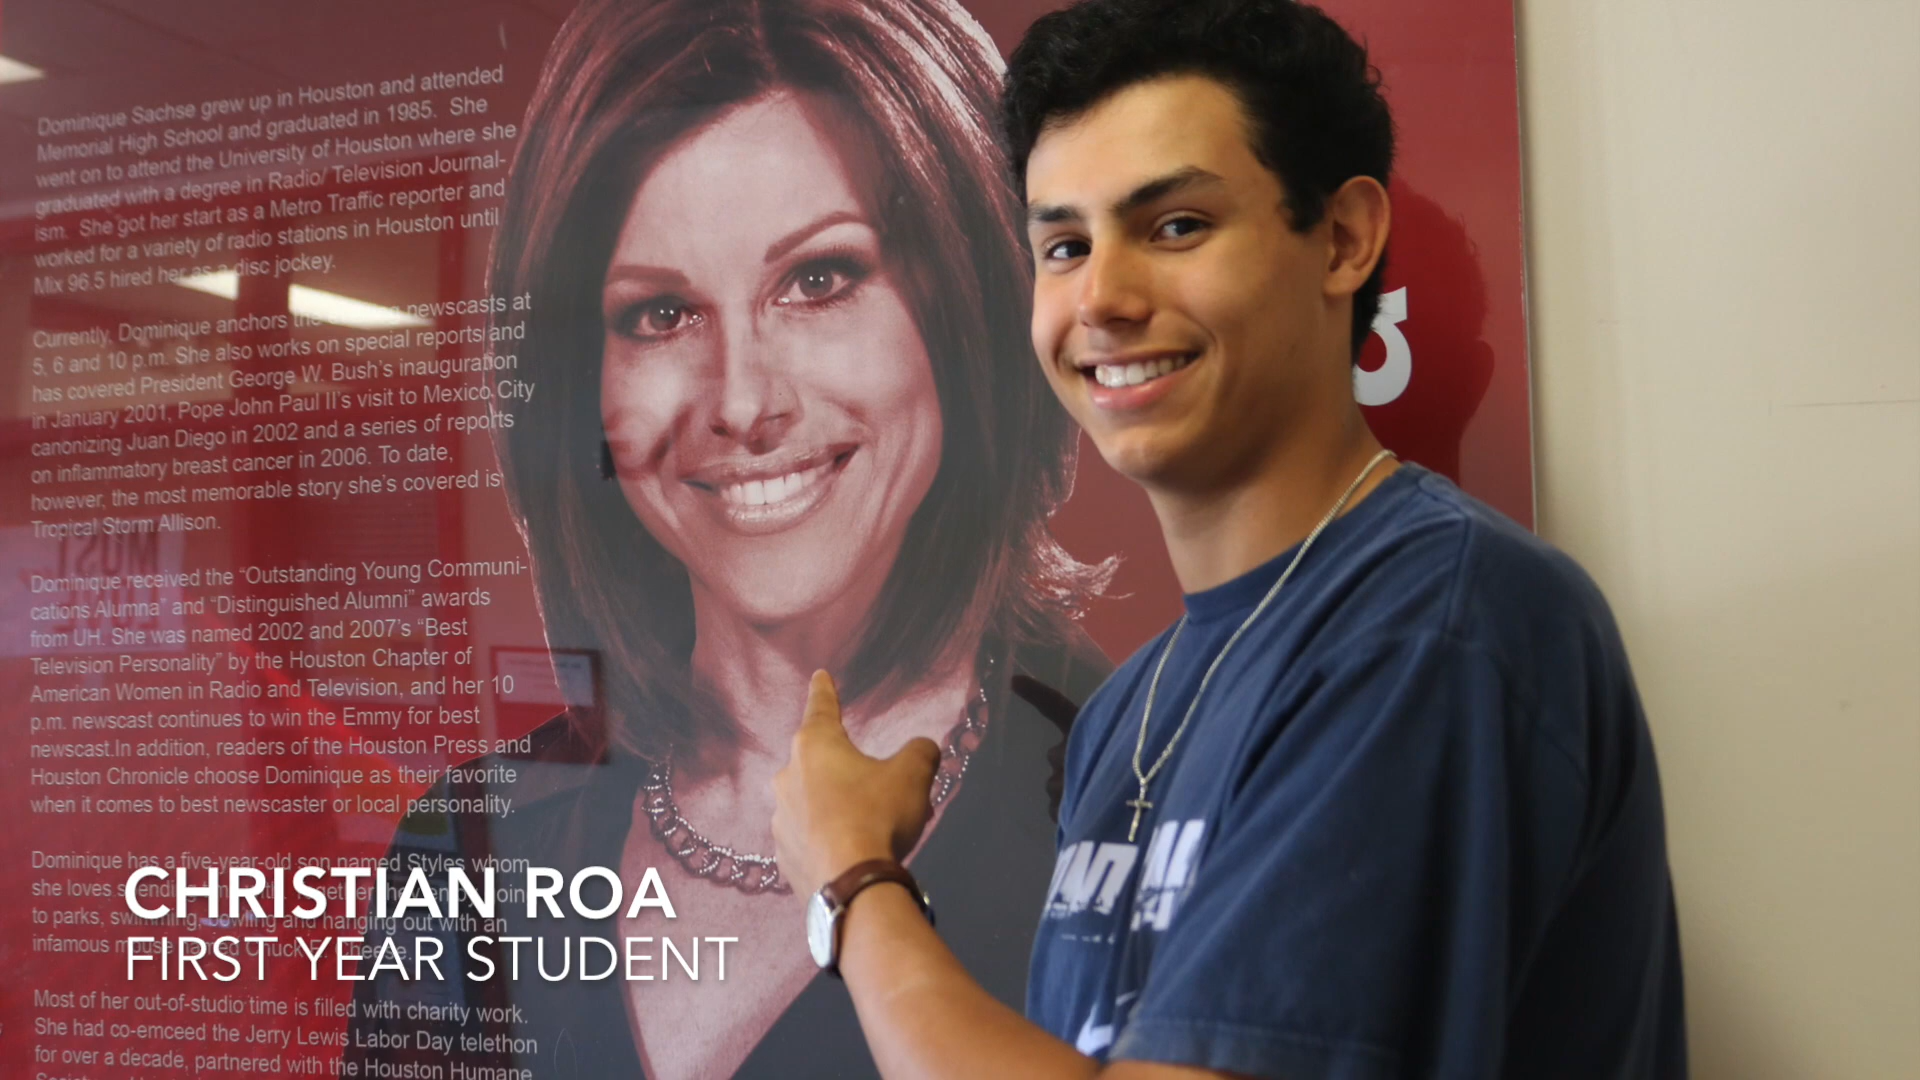 Dominique Sachse grew up in Houston and attended
Memorial High School and graduated in 1985. She
went on to attend the University of Houston where she
graduated with a degree in Radio/ Television Journal-
ism. She got her start as a Metro Traffic reporter and
worked for a variety of radio stations in Houston until
Mix 96.5 hired her as a disc jockey.
Currently, Dominique anchors the newscasts at
5, 6 and 10 p.m. She also works on special reports and
has covered President George W. Bush's inauguration
in January 2001, Pope John Paul II's visit to Mexico City
canonizing Juan Diego in 2002 and a series of reports
on inflammatory breast cancer in 2006. To date,
however, the most memorable story she's covered is
Tropical Storm Allison.
Dominique received the “Outstanding Young Communi-
cations Alumna” and “Distinguished Alumni” awards
from UH. She was named 2002 and 2007's “Best
Television Personality” by the Houston Chapter of
American Women in Radio and Television, and her 10
p.m. newscast continues to win the Emmy for best
newscast.In addition, readers of the Houston Press and
Houston Chronicle choose Dominique as their favorite
when it comes to best newscaster or local personality.
Dominique has a five-year-old son named Styles whom
she loves
to parks, swimming, bowling and hanging out with an
infamous mouse named Chuck E. Cheese.
CHRISTIAN ROA
FIRST YEAR STUDENT
Most of her out-of-studio time is filled with charity work.
She had co-emceed the Jerry Lewis Labor Day telethon
for over a decade, partnered with the Houston Humane